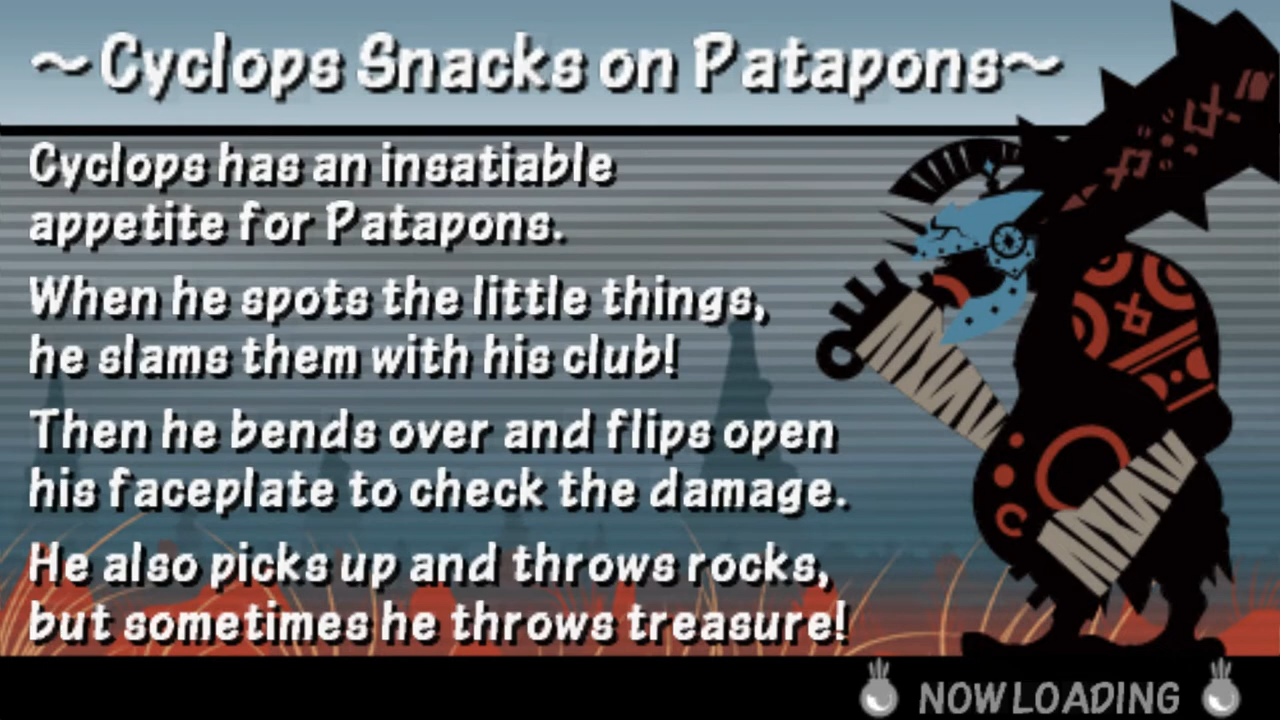 ~Cyclops Snacks on Patapons~
Cyclops has an insatiable
appetite for Patapons.
When he spots the little things,
he slams them with his club!
Then he bends over and flips open
his faceplate to check the damage.
He also picks up and throws rocks,
but sometimes he throws treasure!
NOW LOADING